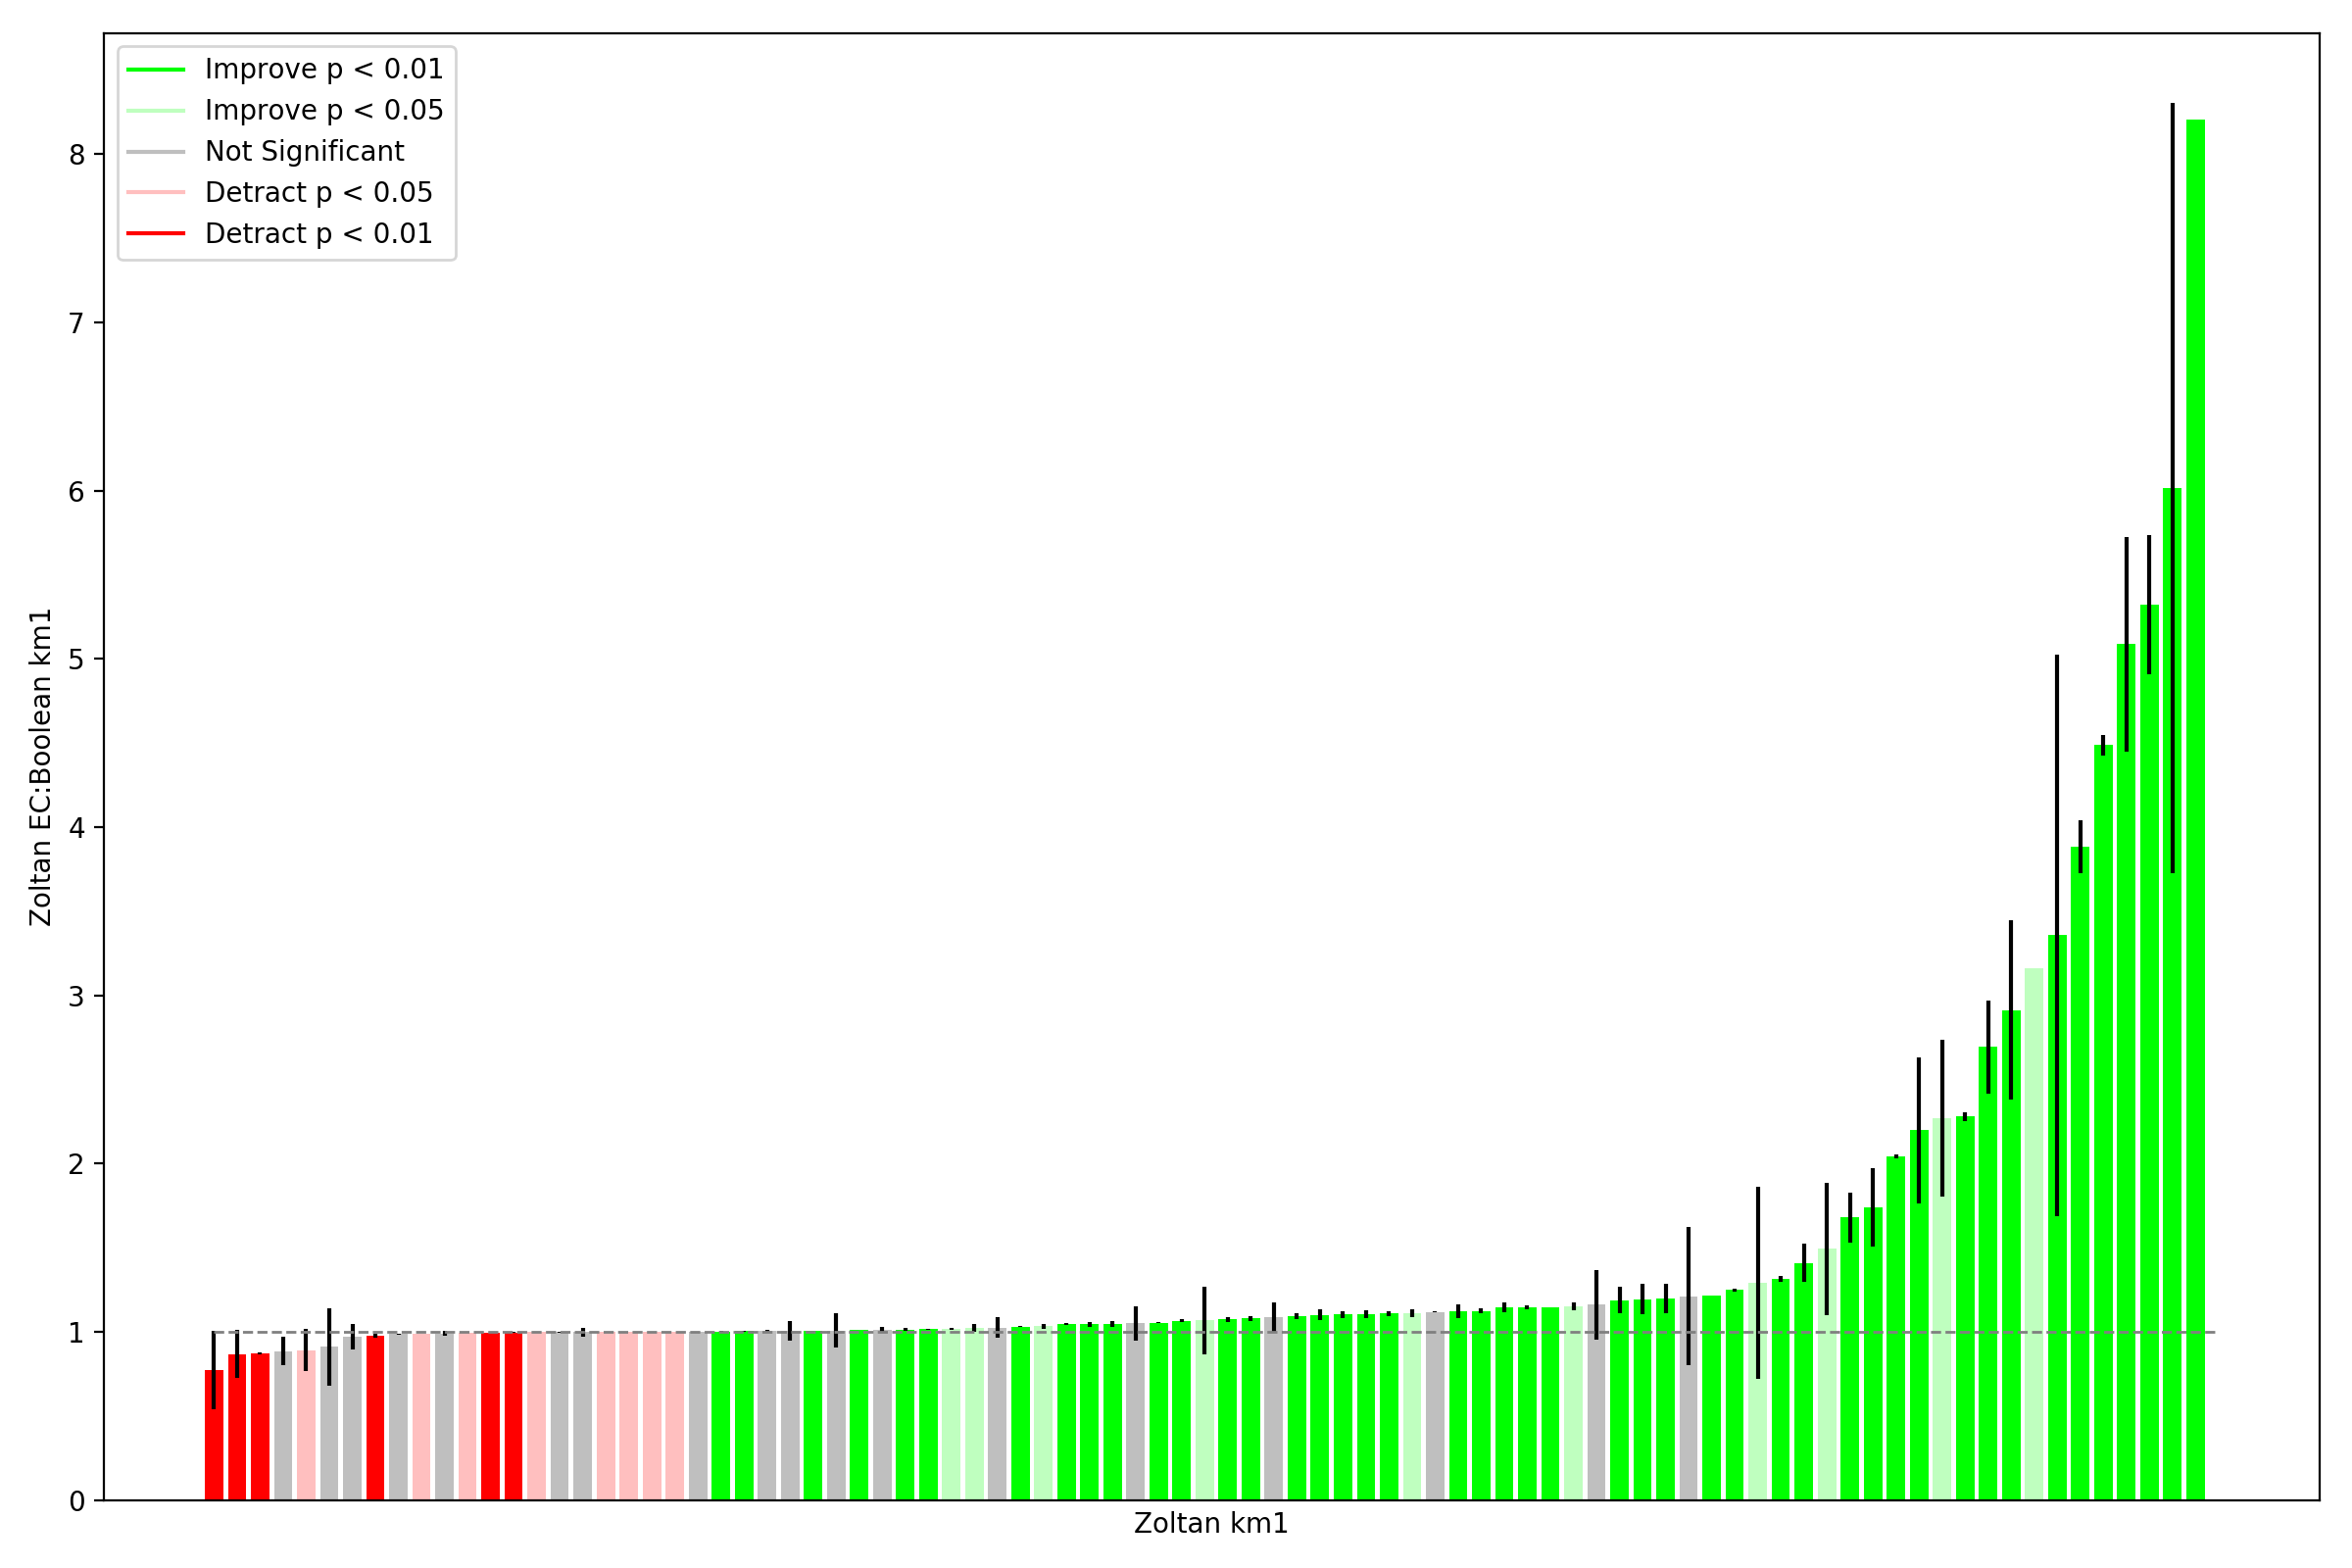 Improve p < 0.01
Improve p < 0.05
Not Significant
Detract p < 0.05
Detract p < 0.01
8
7
6
5
4
3
2
1
0
Zoltan EC:Boolean km1
Zoltan km1